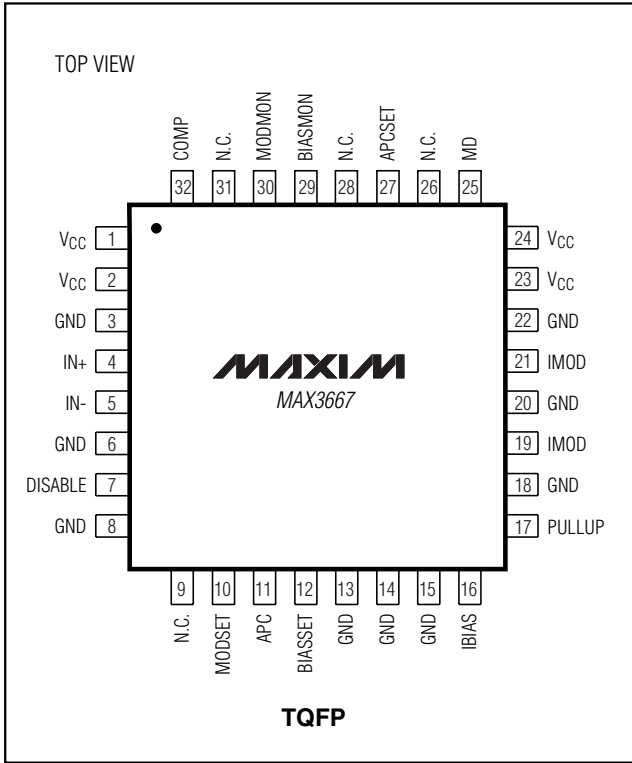 TOP VIEW
COMP
N.C.
MODMON
BIASMON
N.C.
APCSET
N.C.
MD
32 31 30 29 28 27 26 25
VCC 1
VCC 2
GND 3
IN+ 4
IN- 5
GND 6
DISABLE 7
GND 8
MAXIM
MAX3667
24 VCC
23 VCC
22 GND
21 IMOD
20 GND
19 IMOD
18 GND
17 PULLUP
9 10 11 12 13 14 15 16
N.C.
MODSET
APC
BIASSET
GND
GND
GND
IBIAS
TQFP